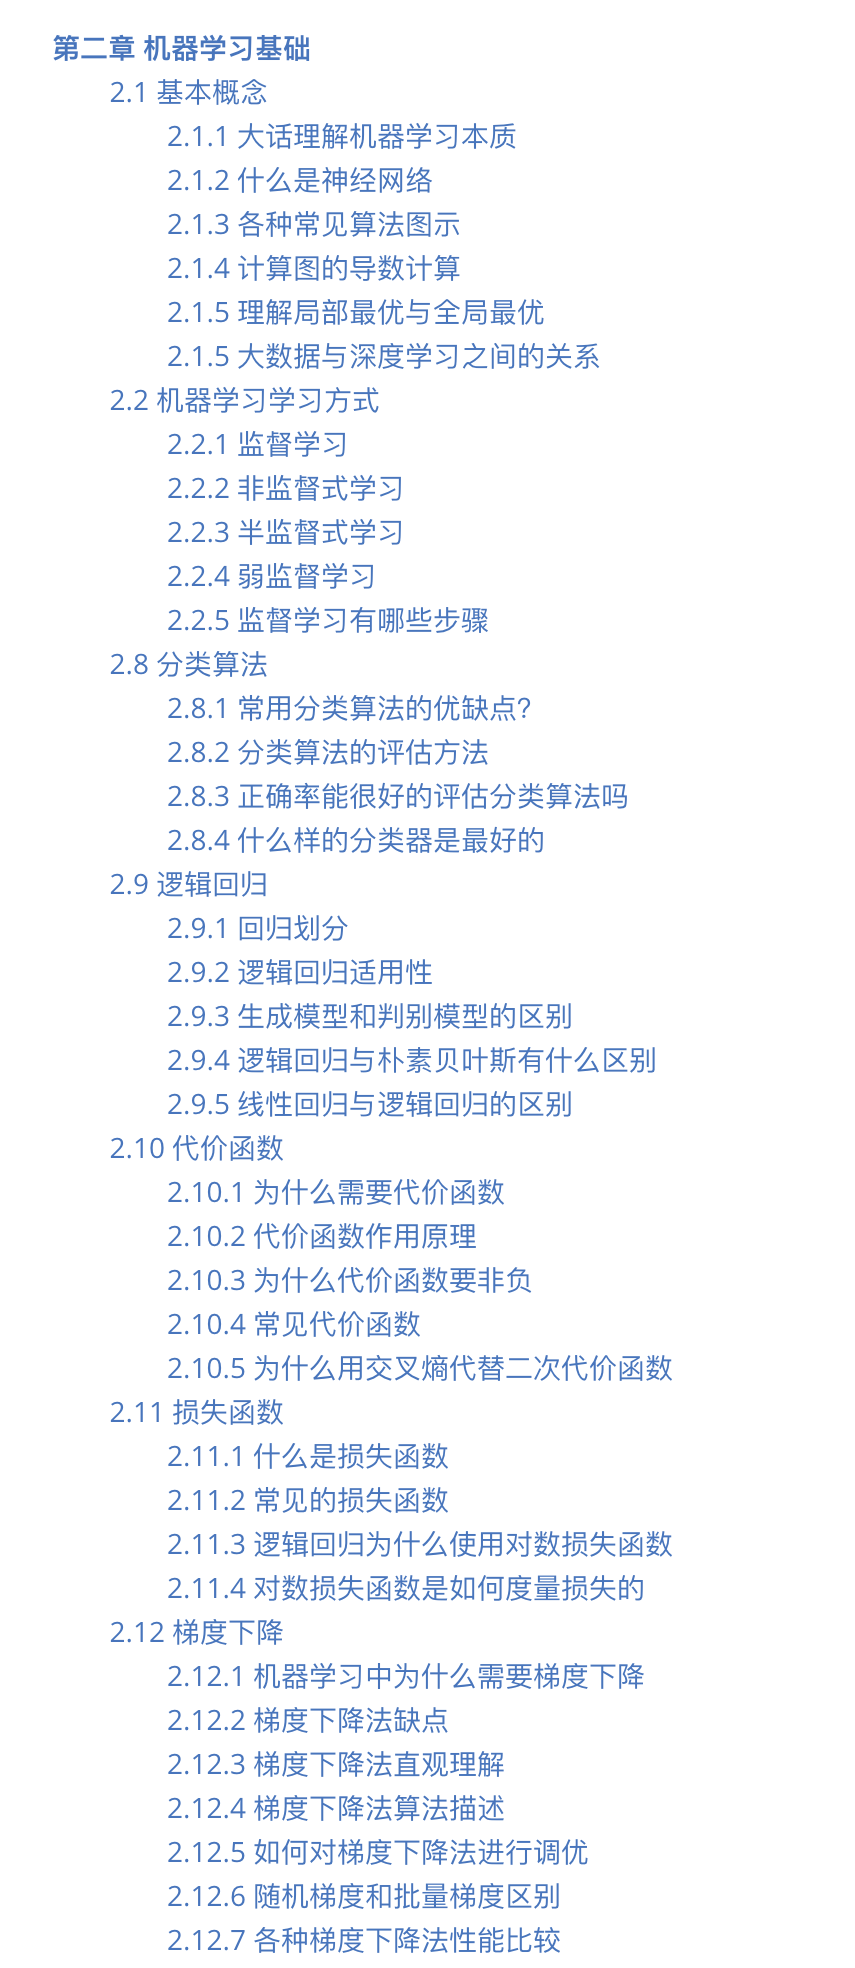 第二章 机器学习基础
2.1 基本概念
2.1.1 大话理解机器学习本质
2.1.2 什么是神经网络
2.1.3 各种常见算法图示
2.1.4 计算图的导数计算
2.1.5 理解局部最优与全局最优
2.1.5 大数据与深度学习之间的关系
2.2 机器学习学习方式
2.2.1 监督学习
2.2.2 非监督式学习
2.2.3 半监督式学习
2.2.4 弱监督学习
2.2.5 监督学习有哪些步骤
2.8 分类算法
2.8.1 常用分类算法的优缺点?
2.8.2 分类算法的评估方法
2.8.3 正确率能很好的评估分类算法吗
2.8.4 什么样的分类器是最好的
2.9 逻辑回归
2.9.1 回归划分
2.9.2 逻辑回归适用性
2.9.3 生成模型和判别模型的区别
2.9.4 逻辑回归与朴素贝叶斯有什么区别
2.9.5 线性回归与逻辑回归的区别
2.10 代价函数
2.10.1 为什么需要代价函数
2.10.2 代价函数作用原理
2.10.3 为什么代价函数要非负
2.10.4 常见代价函数
2.10.5 为什么用交叉熵代替二次代价函数
2.11 损失函数
2.11.1 什么是损失函数
2.11.2 常见的损失函数
2.11.3 逻辑回归为什么使用对数损失函数
2.11.4 对数损失函数是如何度量损失的
2.12 梯度下降
2.12.1 机器学习中为什么需要梯度下降
2.12.2 梯度下降法缺点
2.12.3 梯度下降法直观理解
2.12.4 梯度下降法算法描述
2.12.5 如何对梯度下降法进行调优
2.12.6 随机梯度和批量梯度区别
2.12.7 各种梯度下降法性能比较